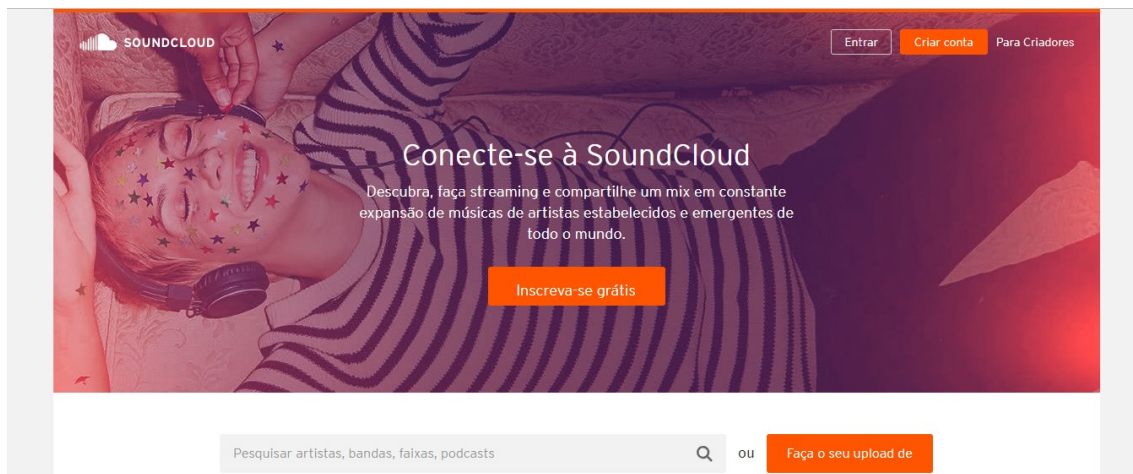 SOUNDCLOUD
Entrar
Criar conta
Para Criadores
Conecte-se à SoundCloud
Descubra, faça streaming e compartilhe um mix em constante
expansão de músicas de artistas estabelecidos e emergentes de
todo o mundo.
Inscreva-se grátis
Pesquisar artistas, bandas, faixas, podcasts
ou
Faça o seu upload de